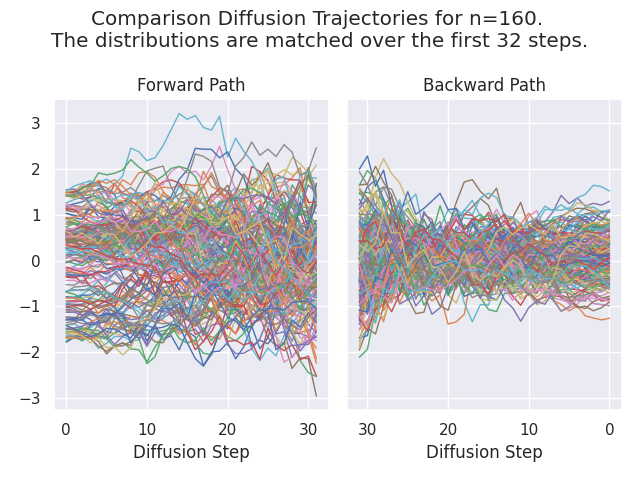 Comparison Diffusion Trajectories for n=160.
The distributions are matched over the first 32 steps.
Forward Path
Backward Path
3
2
1
0
−1
−2
−3
0
10
20
30
30
20
10
0
Diffusion Step
Diffusion Step